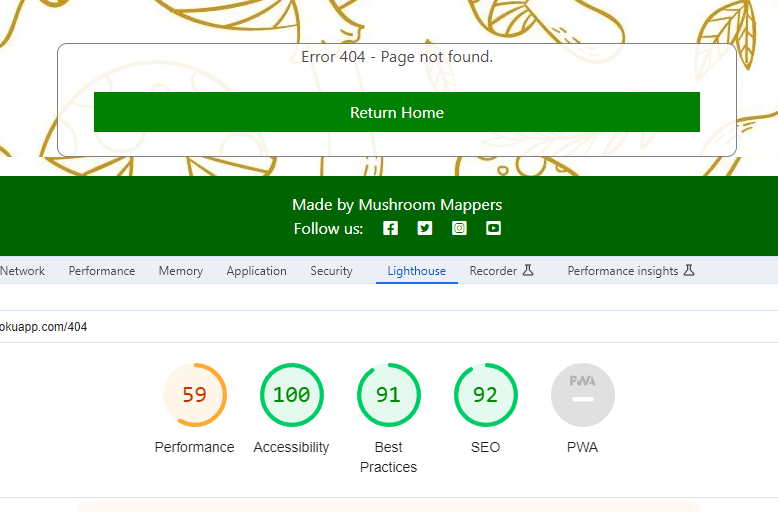 Error 404 - Page not found.
Return Home
Made by Mushroom Mappers
Follow us:
Network Performance Memory Application Security Lighthouse Recorder Performance insights
okuapp.com/404
59 100 91 92 PWA
Performance Accessibility Best Practices SEO PWA